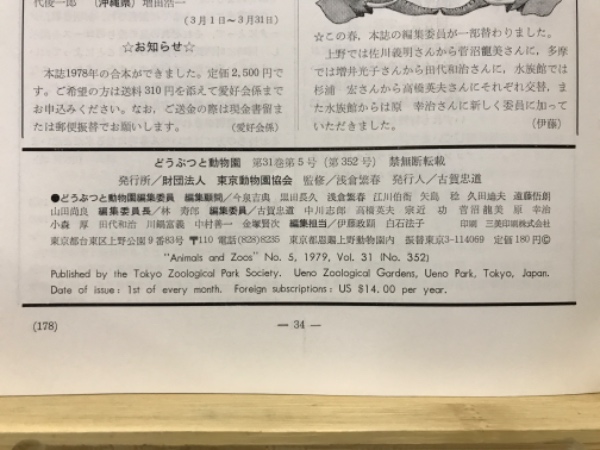 代俊一郎 (沖縄県) 増田浩一
(3月1日～3月31日)
☆お知らせ☆
本誌1978年の合本ができました。定価2,500円で
す。ご希望の方は送料310円を添えて愛好会係まで
お申込みください。なお、ご送金の際は現金書留ま
たは郵便振替でお願いします。 (愛好会係)
☆この春、本誌の編集委員が一部替わりました。
上野では佐川義明さんから菅沼龍美さんに、多摩
では増井光子さんから田代和治さんに、水族館では
杉浦 宏さんから高橋英夫さんにそれぞれ交替、ま
た水族館からは原 幸治さんに新しく委員に加って
いただきました。 (伊藤)
どうぶつと動物園 第31巻第5号(第352号) 禁無断転載
発行所/財団法人 東京動物園協会 監修/浅倉繁春 発行人/古賀忠道
●どうぶつと動物園編集委員 編集顧問/今泉吉典 黒田長久 浅倉繁春 江川伯衛 矢島 稔 久田迪夫 遠藤悟朗
山田尚良 編集委員長/林 寿郎 編集委員/古賀忠道 中川志郎 高橋英夫 宗近 功 菅沼龍美 原 幸治
小森 厚 田代和治 川鍋富義 中村善一 金塚賢次 編集担当/伊藤政顕 白石法子 印刷 三美印刷株式会社
東京都台東区上野公園9番83号 〒110 電話(828)8235 東京都恩賜上野動物園内 振替東京3-114069 定価180円Ⓒ
"Animals and Zoos" No. 5, 1979, Vol. 31 (No. 352)
Published by the Tokyo Zoological Park Society. Ueno Zoological Gardens, Ueno Park, Tokyo, Japan.
Date of issue: 1st of every month. Foreign subscriptions: US $14.00 per year.
(178)
— 34 —